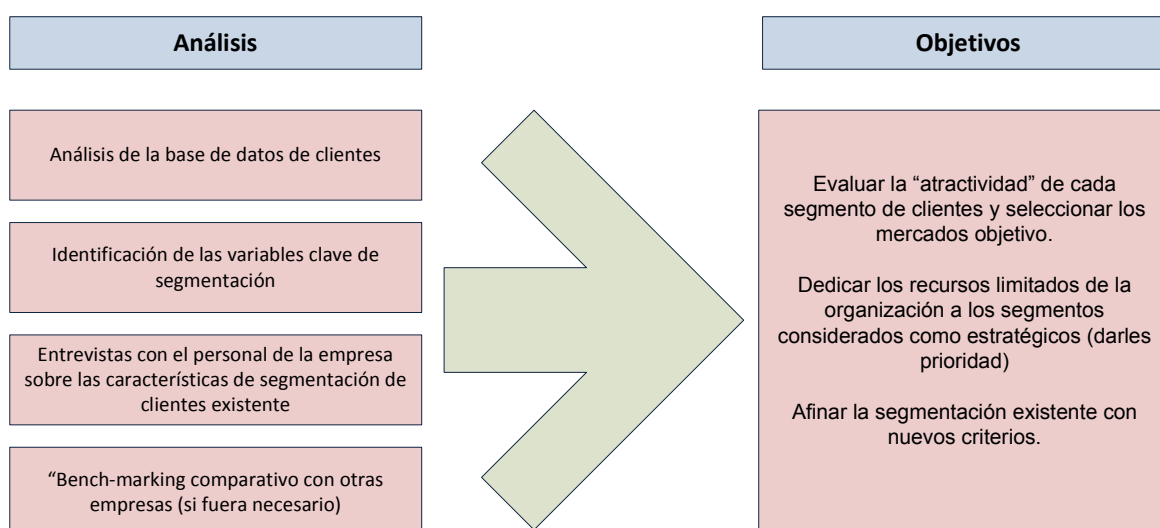 Análisis
Análisis de la base de datos de clientes
Identificación de las variables clave de
segmentación
Entrevistas con el personal de la empresa
sobre las características de segmentación de
clientes existente
“Bench-marking comparativo con otras
empresas (si fuera necesario)
Objetivos
Evaluar la “atractividad” de cada
segmento de clientes y seleccionar los
mercados objetivo.
Dedicar los recursos limitados de la
organización a los segmentos
considerados como estratégicos (darles
prioridad)
Afinar la segmentación existente con
nuevos criterios.